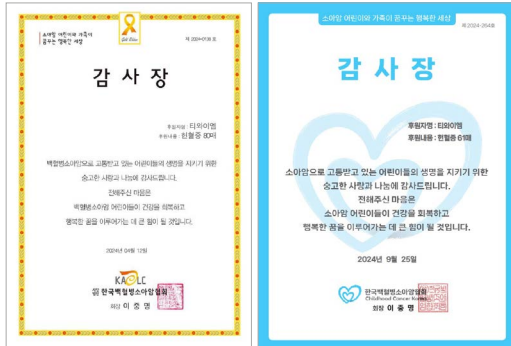 소아암 어린이와 가족이
꿈꾸는 행복한 세상
Gold Ribbon
감 사 장
후원자명 : 티와이엠
후원내용 : 헌혈증 80매
백혈병소아암으로 고통받고 있는 어린이들의 생명을 지키기 위한
숭고한 사랑과 나눔에 감사드립니다.
전해주신 마음은
백혈병소아암 어린이들이 건강을 회복하고
행복한 꿈을 이루어가는 데 큰 힘이 될 것입니다.
2024년 04월 12일
KACLC
한국백혈병소아암협회
회장 이 중 명
소아암 어린이와 가족이 꿈꾸는 행복한 세상
제2024-264호
감 사 장
후원자명 : 티와이엠
후원내용 : 헌혈증 61매
소아암으로 고통받고 있는 어린이들의 생명을 지키기 위한
숭고한 사랑과 나눔에 감사드립니다.
전해주신 마음은
소아암 어린이들이 건강을 회복하고
행복한 꿈을 이루어가는 데 큰 힘이 될 것입니다.
2024년 9월 25일
한국백혈병소아암협회
Childhood Cancer Korea
회장 이 중 명